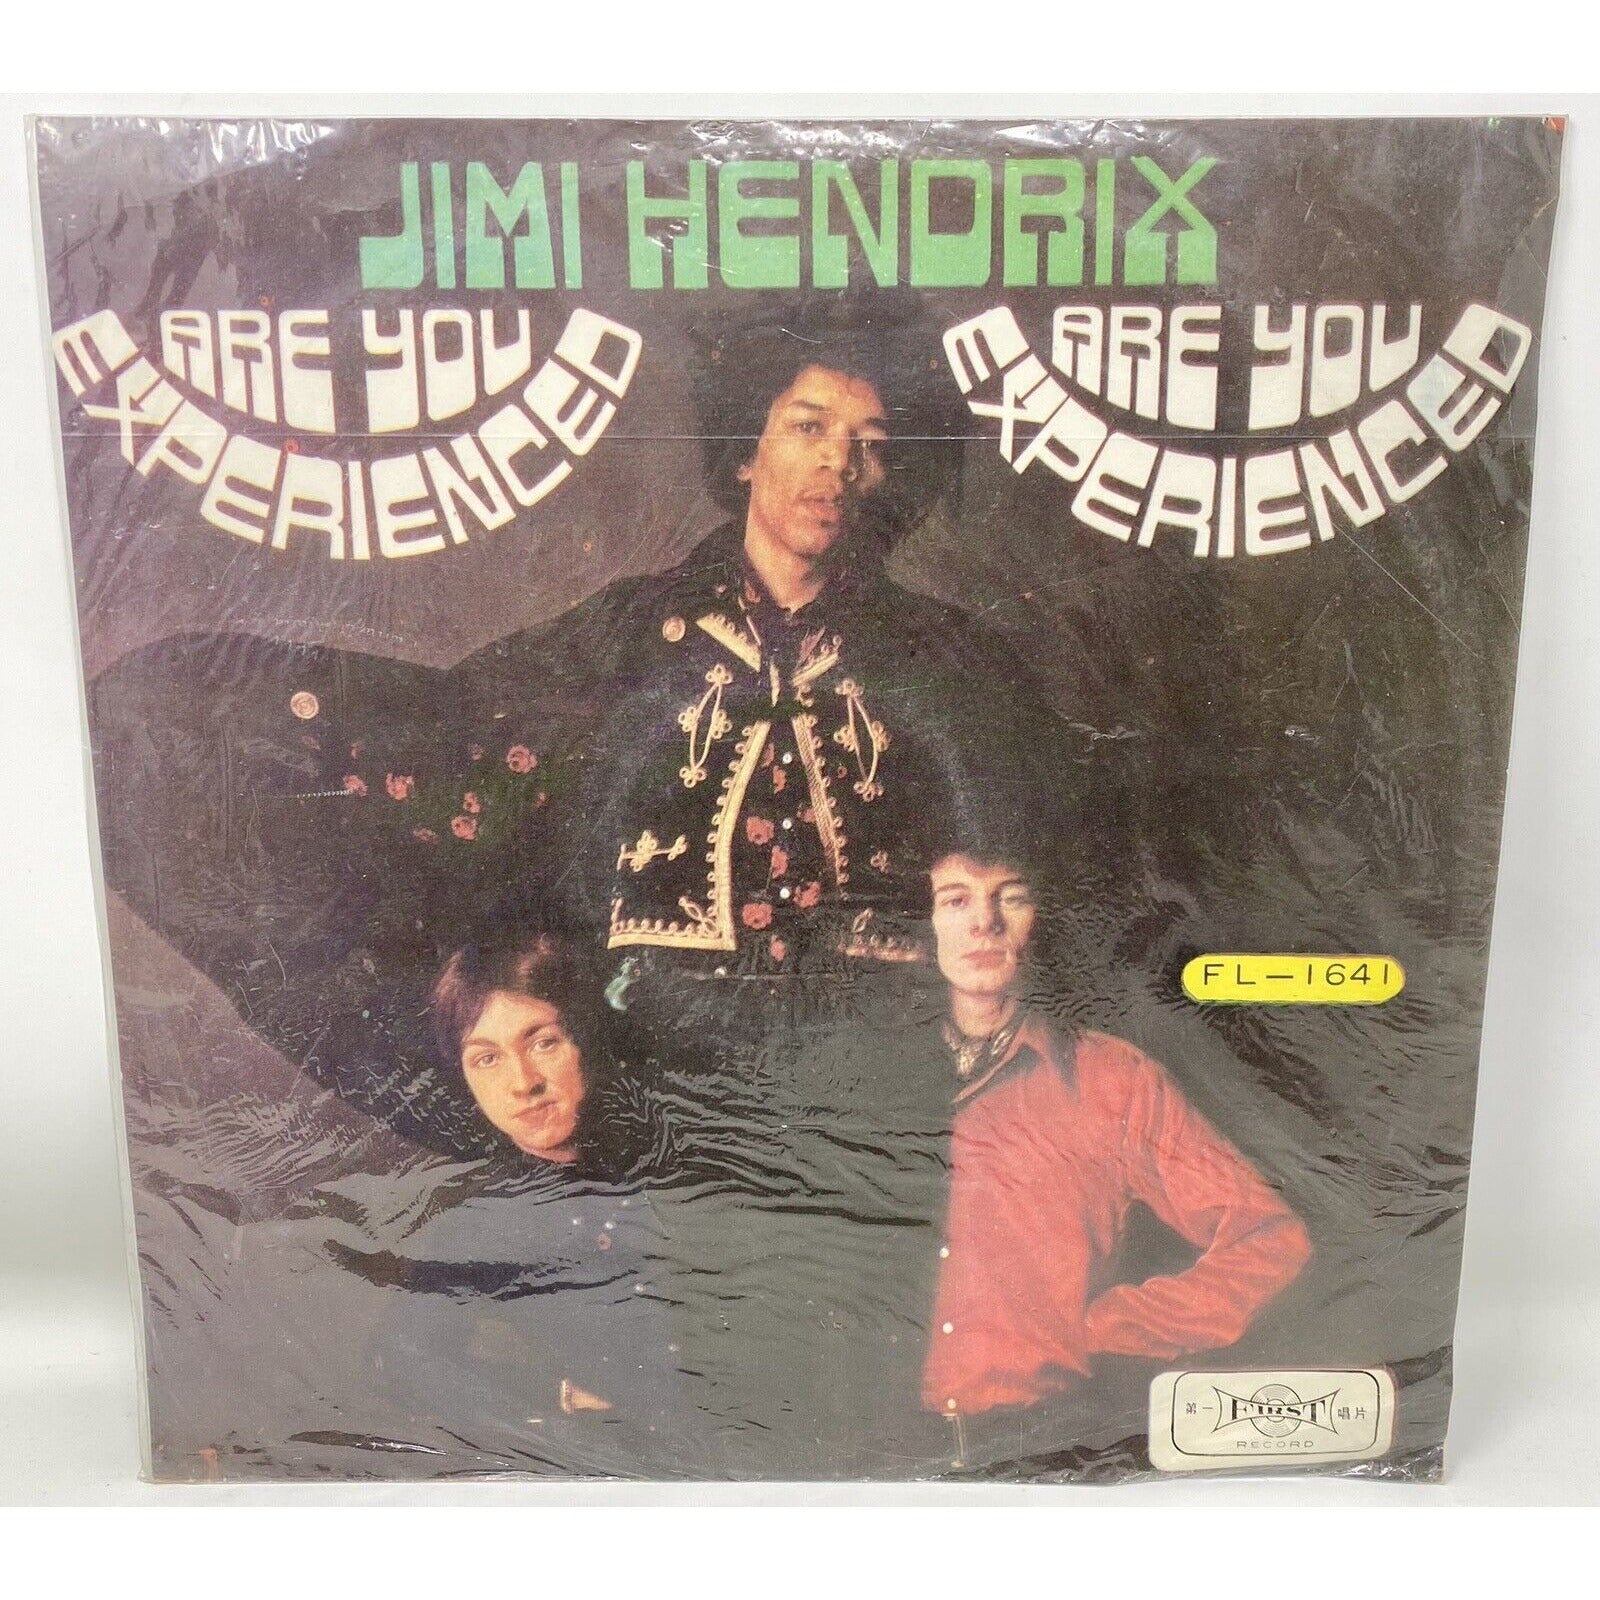 JIMI HENDRIX
ARE YOU
EXPERIENCED
ARE YOU
EXPERIENCED
FL-1641
第一 FIRST 唱片
RECORD